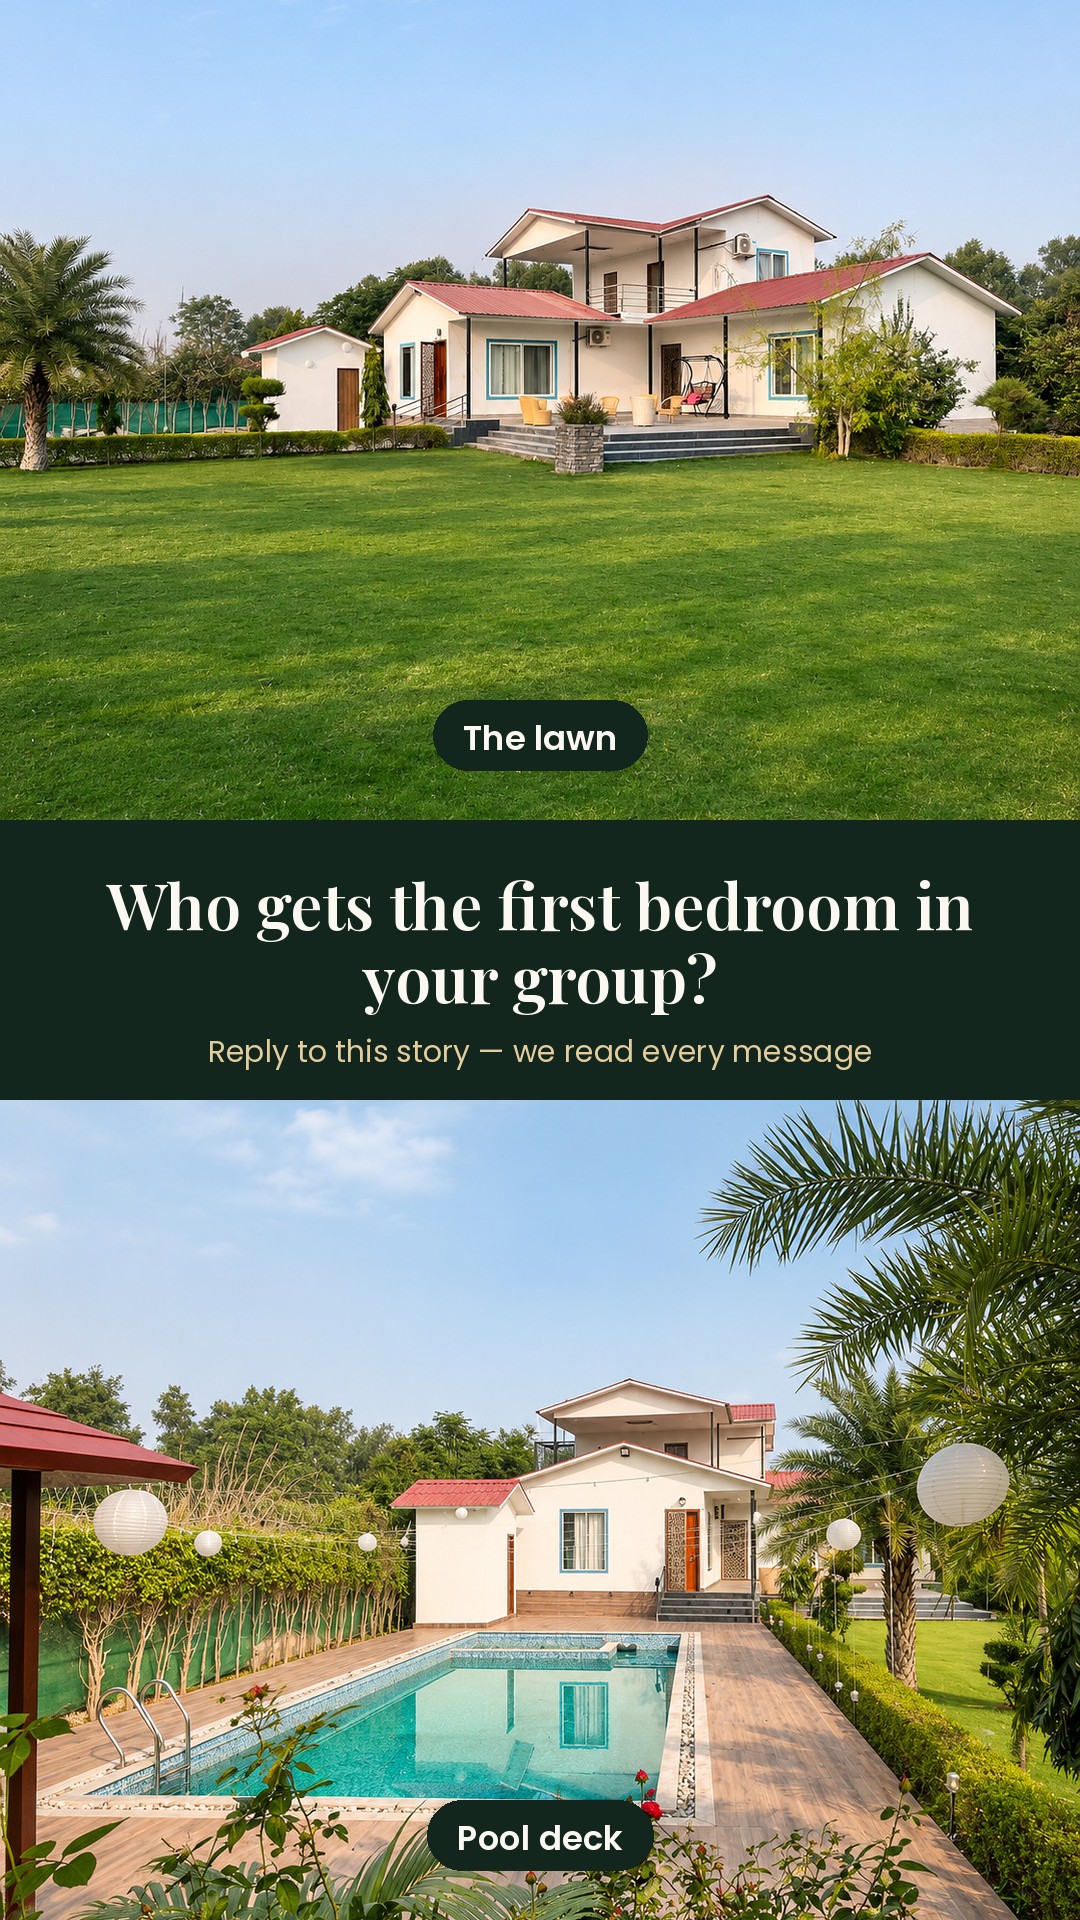 The lawn
Who gets the first bedroom in
your group?
Reply to this story — we read every message
Pool deck